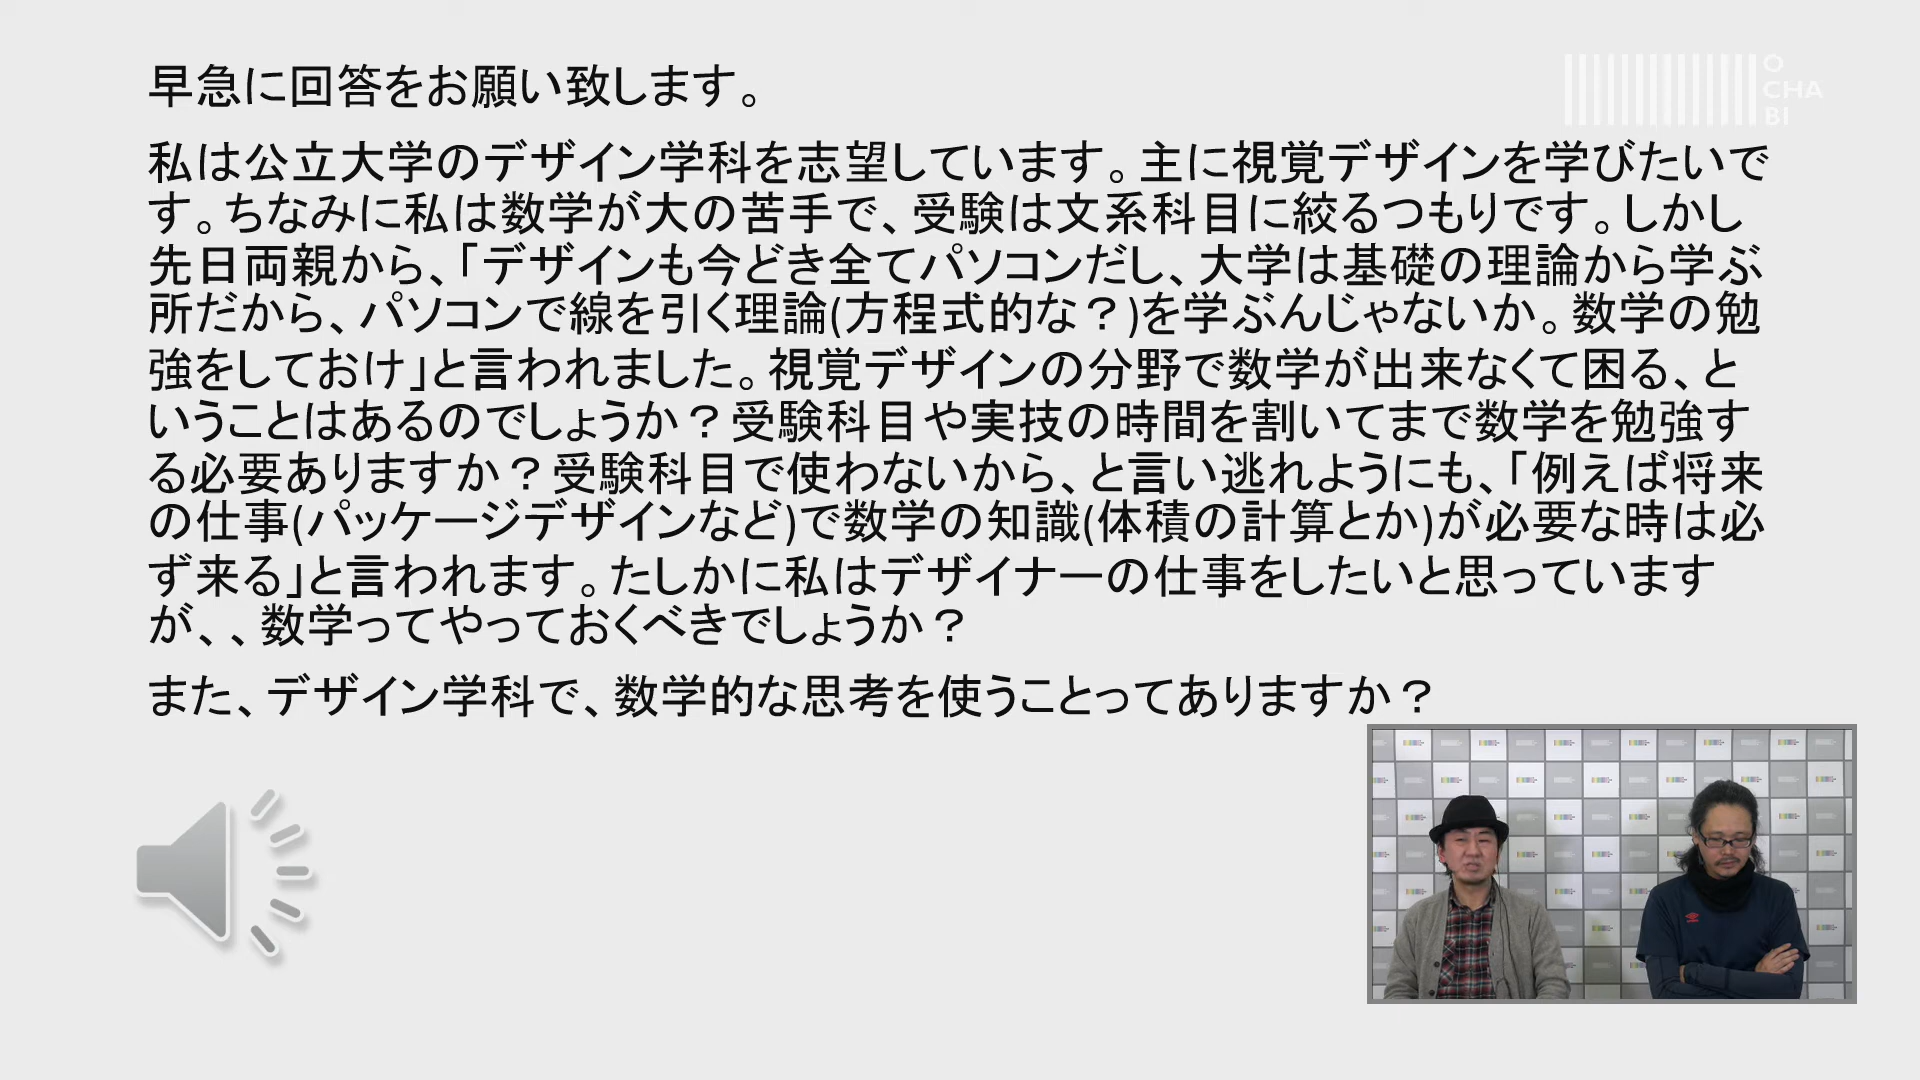 早急に回答をお願い致します。
私は公立大学のデザイン学科を志望しています。主に視覚デザインを学びたいで
す。ちなみに私は数学が大の苦手で、受験は文系科目に絞るつもりです。しかし
先日両親から、「デザインも今どき全てパソコンだし、大学は基礎の理論から学ぶ
所だから、パソコンで線を引く理論(方程式的な？)を学ぶんじゃないか。数学の勉
強をしておけ」と言われました。視覚デザインの分野で数学が出来なくて困る、と
いうことはあるのでしょうか？受験科目や実技の時間を割いてまで数学を勉強す
る必要ありますか？受験科目で使わないから、と言い逃れようにも、「例えば将来
の仕事(パッケージデザインなど)で数学の知識(体積の計算とか)が必要な時は必
ず来る」と言われます。たしかに私はデザイナーの仕事をしたいと思っています
が、、数学ってやっておくべきでしょうか？
また、デザイン学科で、数学的な思考を使うことってありますか？
O
CHA
BI